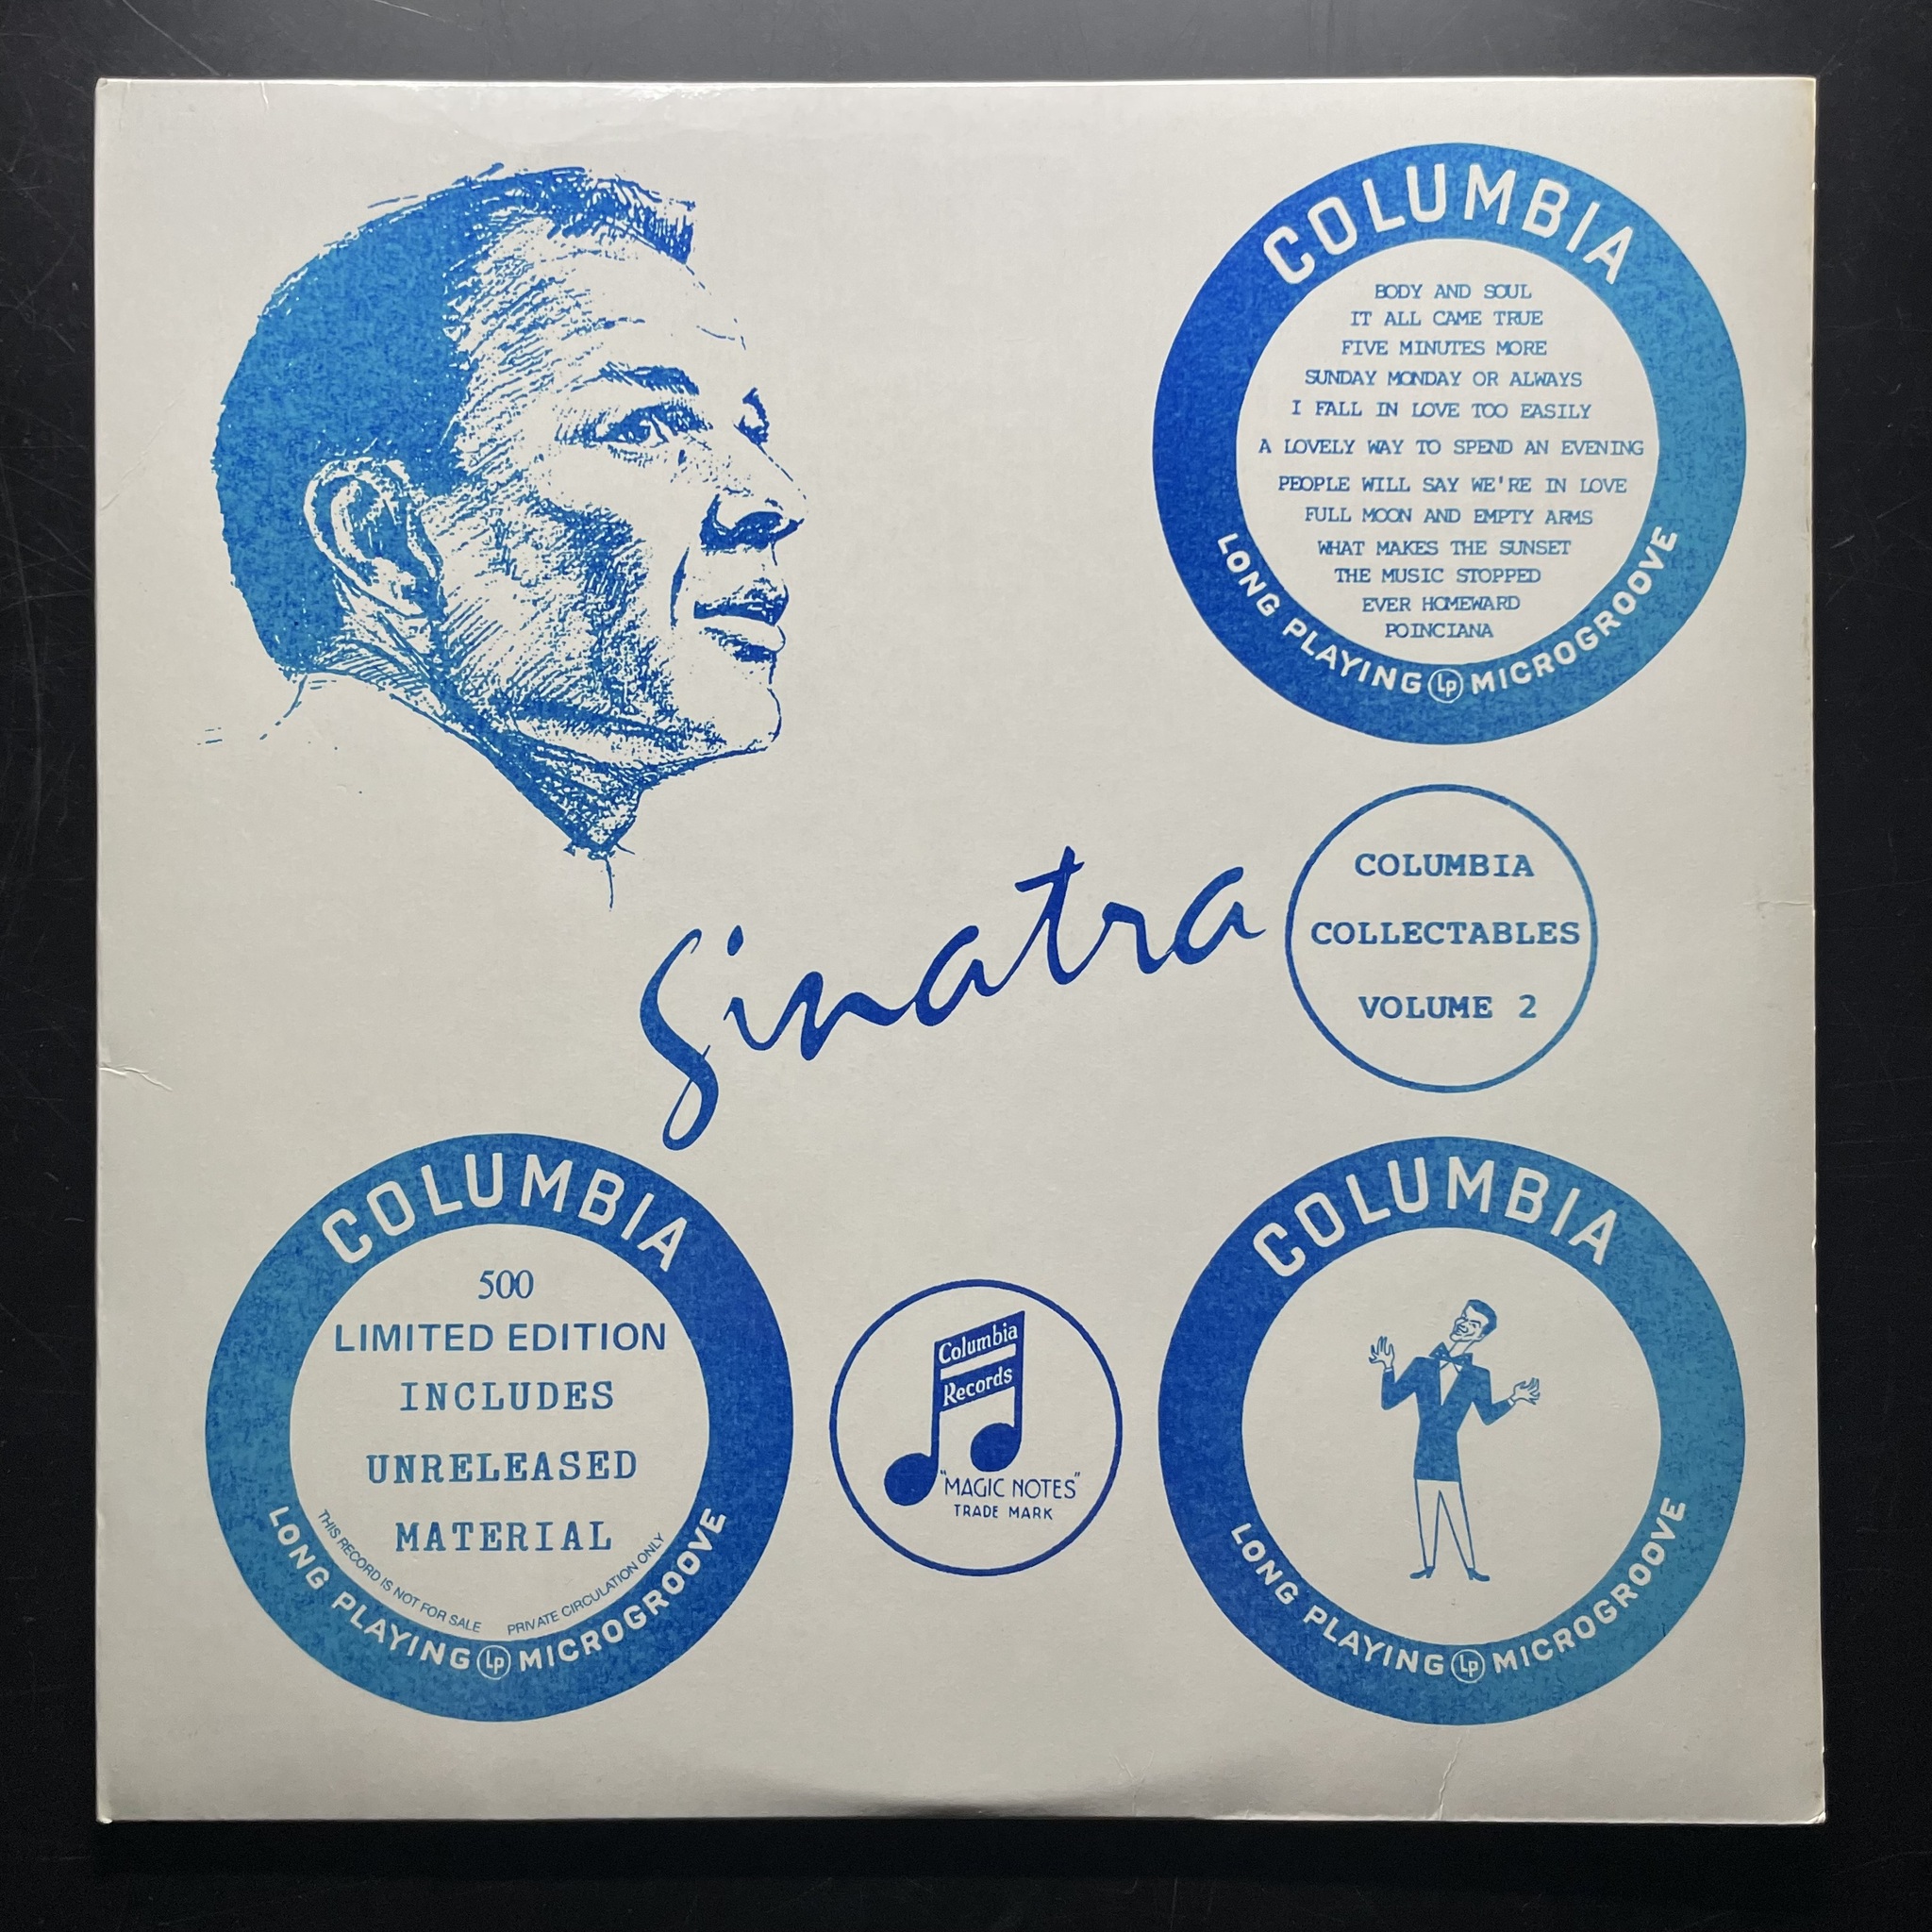 COLUMBIA
BODY AND SOUL
IT ALL CAME TRUE
FIVE MINUTES MORE
SUNDAY MONDAY OR ALWAYS
I FALL IN LOVE TOO EASILY
A LOVELY WAY TO SPEND AN EVENING
PEOPLE WILL SAY WE'RE IN LOVE
FULL MOON AND EMPTY ARMS
WHAT MAKES THE SUNSET
THE MUSIC STOPPED
EVER HOMEWARD
POINCIANA
LONG PLAYING LP MICROGROOVE
Sinatra
COLUMBIA
COLLECTABLES
VOLUME 2
COLUMBIA
500
LIMITED EDITION
INCLUDES
UNRELEASED
MATERIAL
THIS RECORD IS NOT FOR SALE PRIVATE CIRCULATION ONLY
LONG PLAYING LP MICROGROOVE
Columbia
Records
"MAGIC NOTES"
TRADE MARK
COLUMBIA
LONG PLAYING LP MICROGROOVE